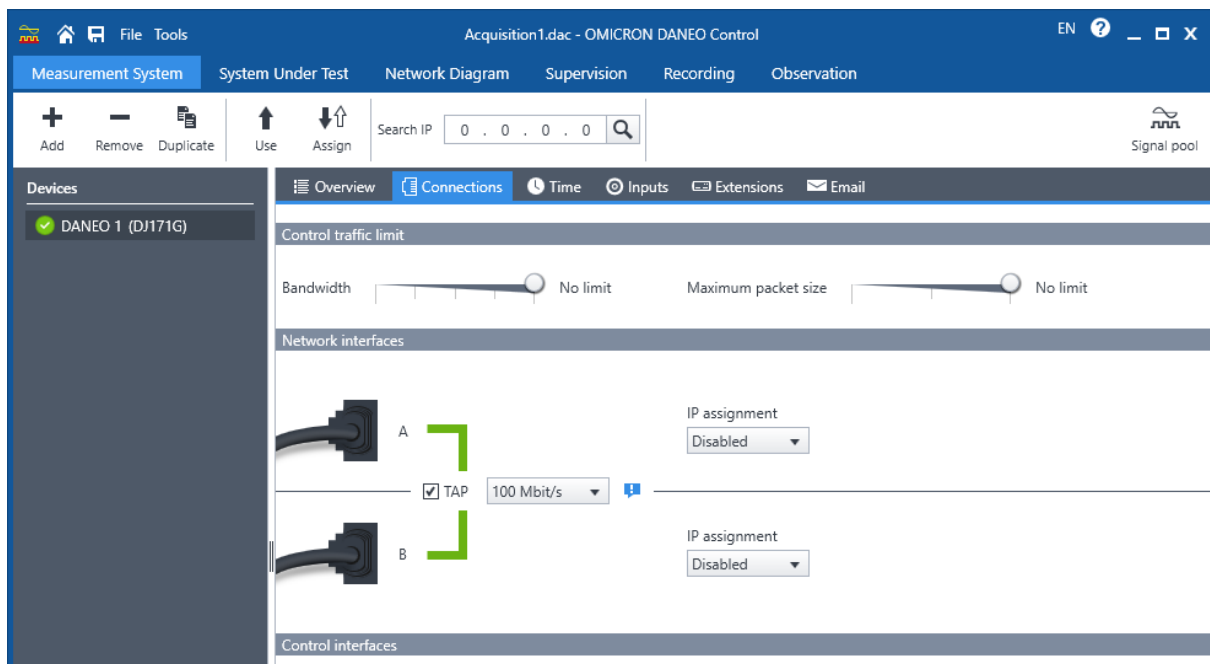 File Tools Acquisition1.dac - OMICRON DANEO Control EN ?
Measurement System System Under Test Network Diagram Supervision Recording Observation
Add Remove Duplicate Use Assign Search IP 0 . 0 . 0 . 0 Signal pool
Devices Overview Connections Time Inputs Extensions Email
DANEO 1 (DJ171G)
Control traffic limit
Bandwidth No limit Maximum packet size No limit
Network interfaces
IP assignment
A Disabled
TAP 100 Mbit/s
IP assignment
B Disabled
Control interfaces